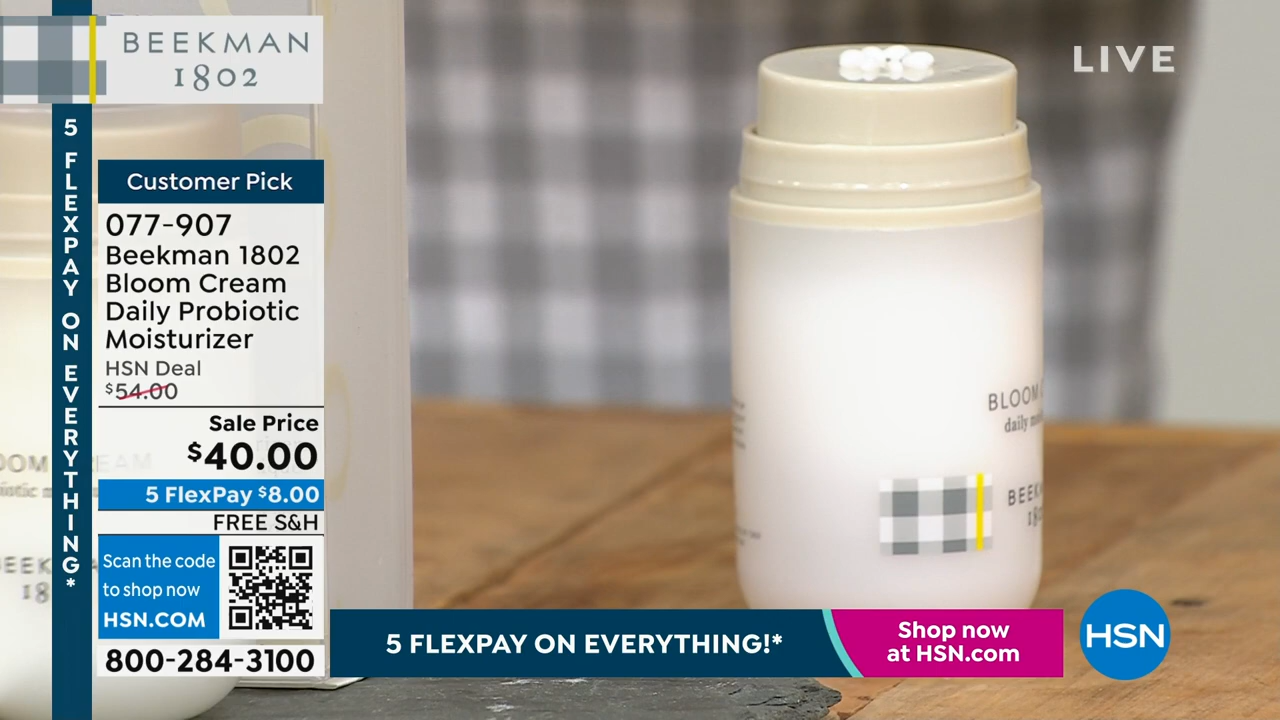 BEEKMAN
1802
LIVE
5 FLEXPAY ON EVERYTHING*
Customer Pick
077-907
Beekman 1802
Bloom Cream
Daily Probiotic
Moisturizer
HSN Deal
$54.00
Sale Price
$40.00
5 FlexPay $8.00
FREE S&H
Scan the code
to shop now
HSN.COM
800-284-3100
5 FLEXPAY ON EVERYTHING!*
Shop now
at HSN.com
HSN
BLOOM
daily